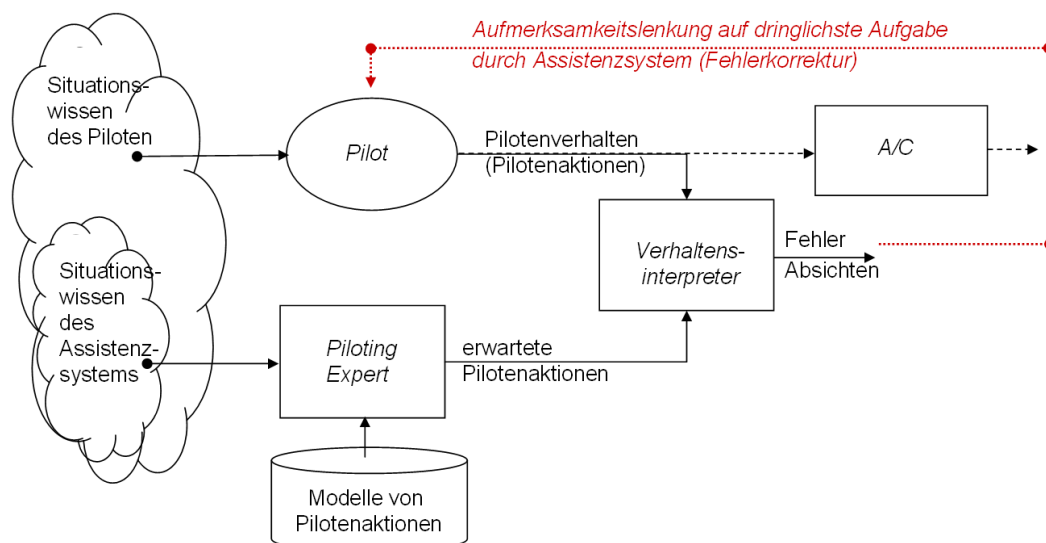 Aufmerksamkeitslenkung auf dringlichste Aufgabe
durch Assistenzsystem (Fehlerkorrektur)
Situations-
wissen
des Piloten
Pilot
Pilotenverhalten
(Pilotenaktionen)
A/C
Situations-
wissen
des
Assistenz-
systems
Verhaltens-
interpreter
Fehler
Absichten
Piloting
Expert
erwartete
Pilotenaktionen
Modelle von
Pilotenaktionen